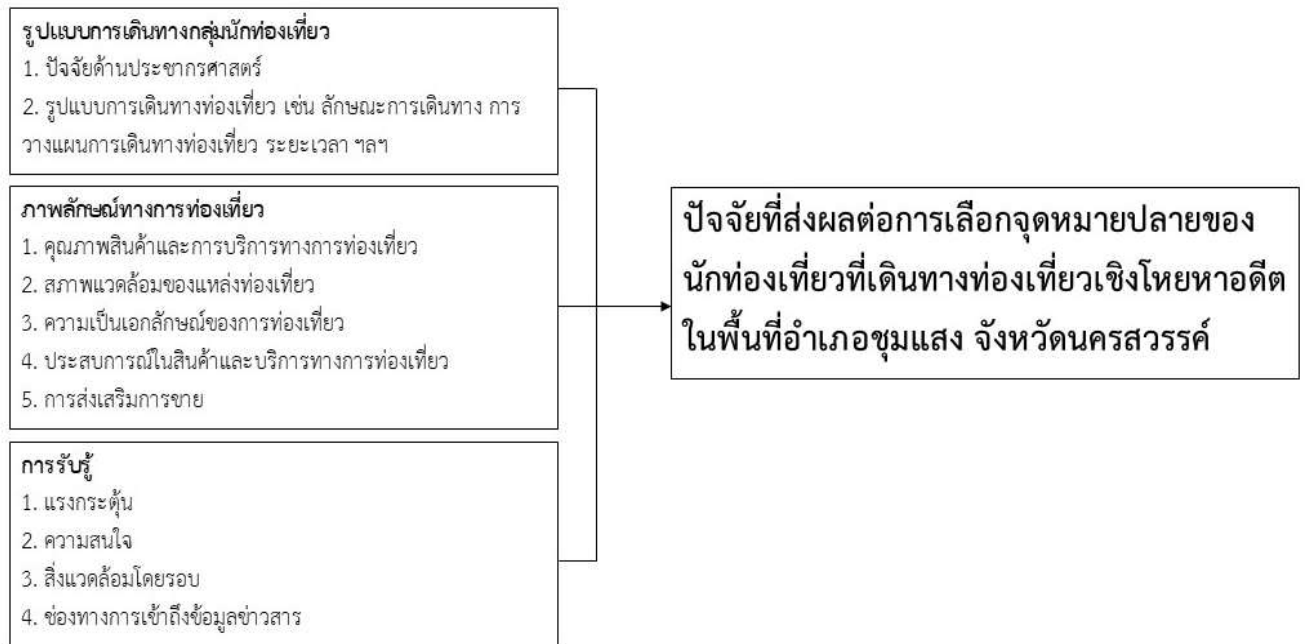 รูปแบบการเดินทางกลุ่มนักท่องเที่ยว
1. ปัจจัยด้านประชากรศาสตร์
2. รูปแบบการเดินทางท่องเที่ยว เช่น ลักษณะการเดินทาง การ
วางแผนการเดินทางท่องเที่ยว ระยะเวลา ฯลฯ
ภาพลักษณ์ทางการท่องเที่ยว
1. คุณภาพสินค้าและการบริการทางการท่องเที่ยว
2. สภาพแวดล้อมของแหล่งท่องเที่ยว
3. ความเป็นเอกลักษณ์ของการท่องเที่ยว
4. ประสบการณ์ในสินค้าและบริการทางการท่องเที่ยว
5. การส่งเสริมการขาย
การรับรู้
1. แรงกระตุ้น
2. ความสนใจ
3. สิ่งแวดล้อมโดยรอบ
4. ช่องทางการเข้าถึงข้อมูลข่าวสาร
ปัจจัยที่ส่งผลต่อการเลือกจุดหมายปลายของ
นักท่องเที่ยวที่เดินทางท่องเที่ยวเชิงโหยหาอดีต
ในพื้นที่อำเภอชุมแสง จังหวัดนครสวรรค์